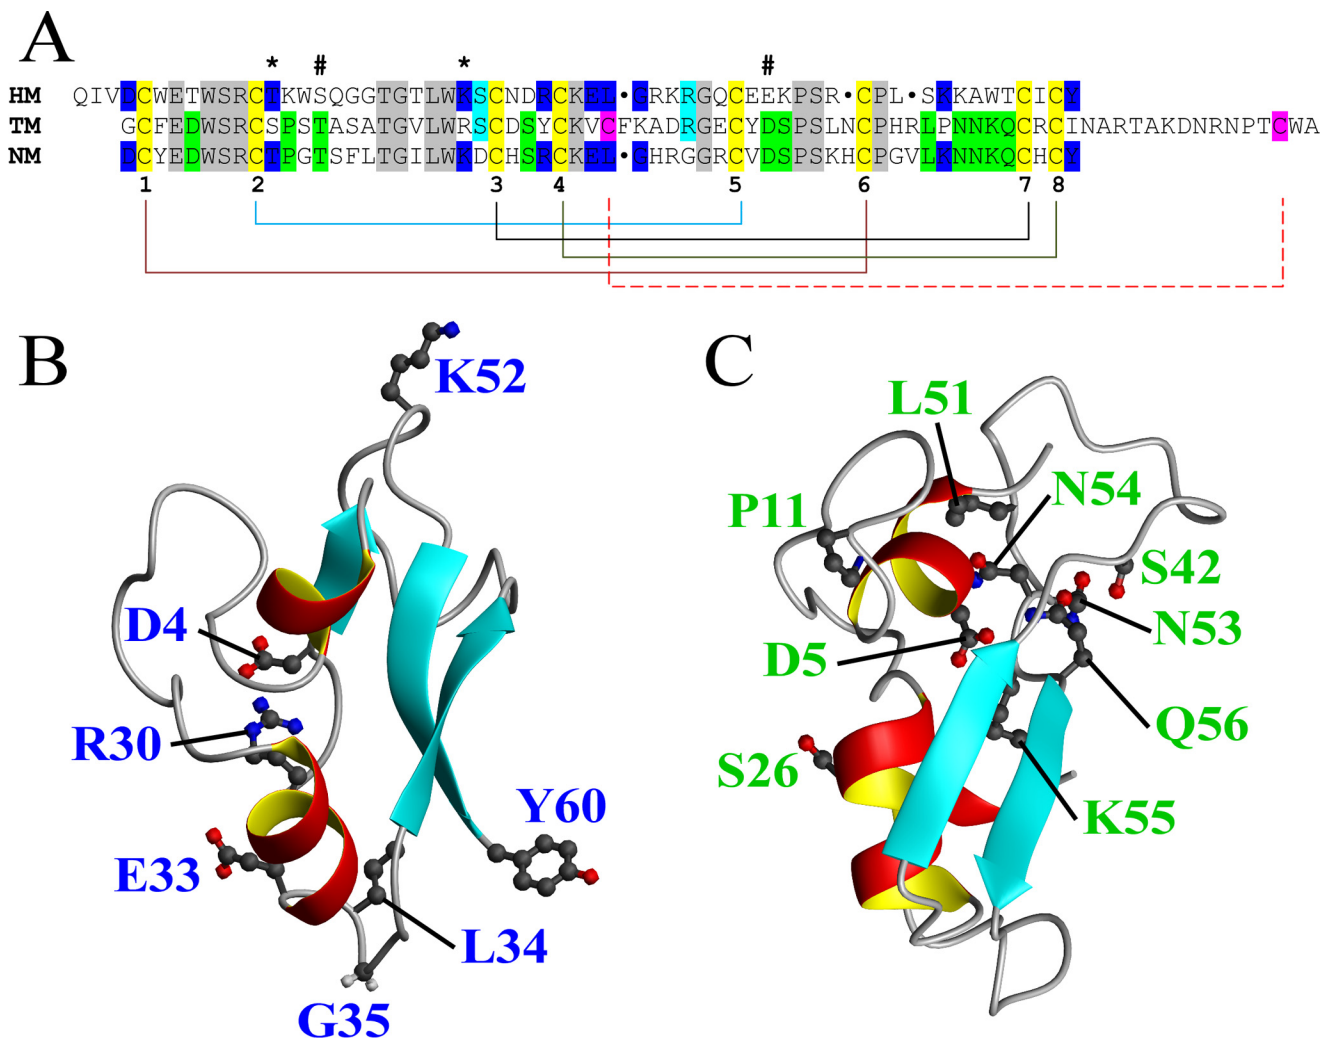 A
* # * #
HM QIVDCWETWSRCTKWSQGGTGTLWKSCNDRCKEL•GRKRGQCEEKPSR•CPL•SKKAWTCICY
TM GCFEDWSRCSPSTASATGVLWRSCDSYCKVCFKADRGECYDSPSLNCPHRLPNNKQCRCINARTAKDNRNPTCWA
NM DCYEDWSRCTPGTSFLTGILWKDCHSRCKEL•GHRGGRCVDSPSKHCPGVLKNNKQCHCY
1 2 3 4 5 6 7 8
B
K52
D4
R30
E33
Y60
L34
G35
C
L51
P11
N54
S42
N53
D5
Q56
S26
K55